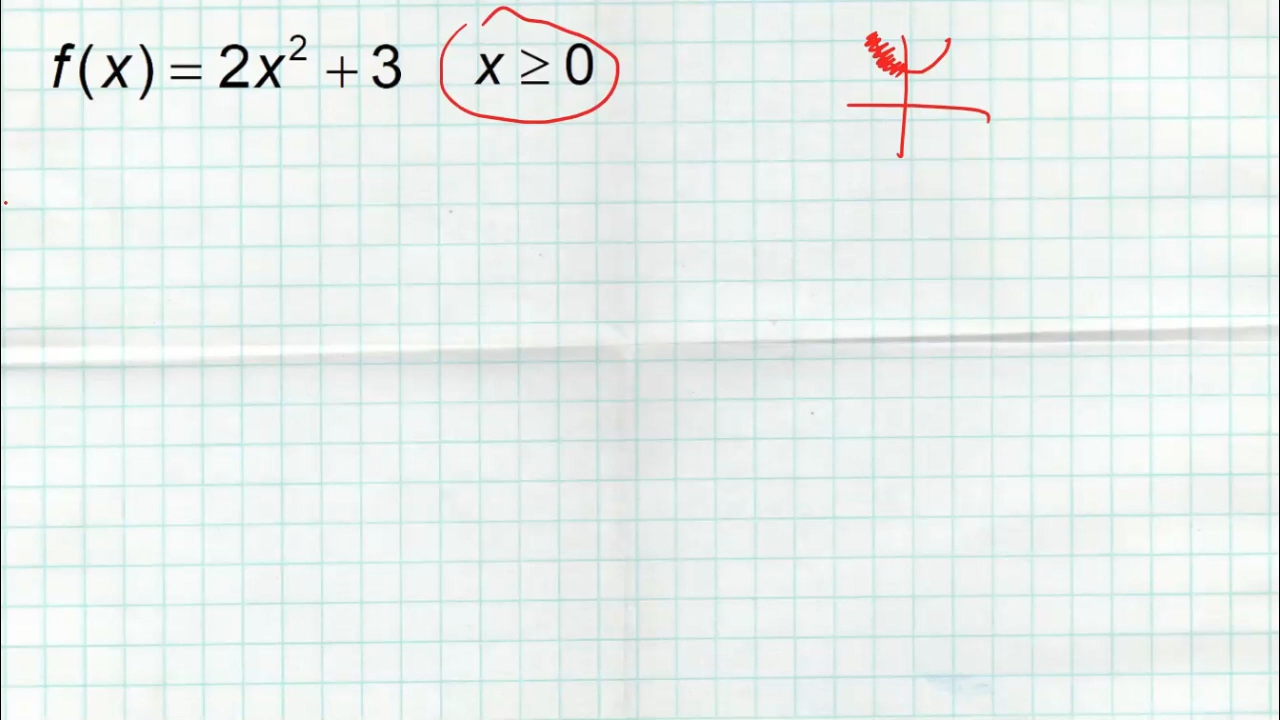 f(x) = 2x² + 3 x ≥ 0